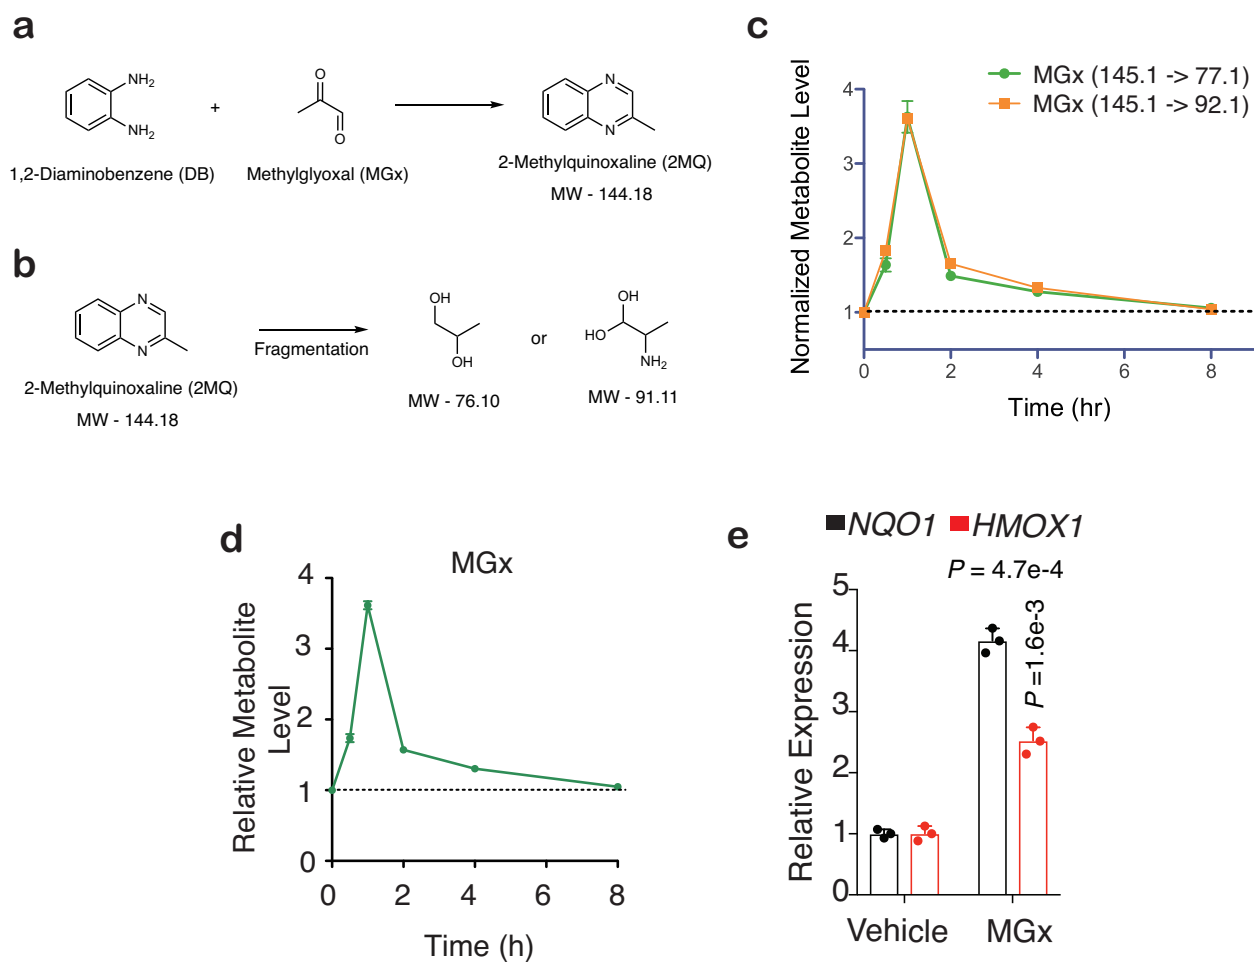 a
NH2
NH2
+
O
O
N
N
1,2-Diaminobenzene (DB)
Methylglyoxal (MGx)
2-Methylquinoxaline (2MQ)
MW - 144.18
b
N
N
Fragmentation
OH
OH
or
OH
HO
NH2
2-Methylquinoxaline (2MQ)
MW - 144.18
MW - 76.10
MW - 91.11
c
MGx (145.1 -> 77.1)
MGx (145.1 -> 92.1)
Normalized Metabolite Level
4
3
2
1
0 2 4 6 8
Time (hr)
d
MGx
Relative Metabolite
Level
4
3
2
1
0
0 2 4 6 8
Time (h)
e
NQO1 HMOX1
P = 4.7e-4
P =1.6e-3
Relative Expression
5
4
3
2
1
0
Vehicle MGx